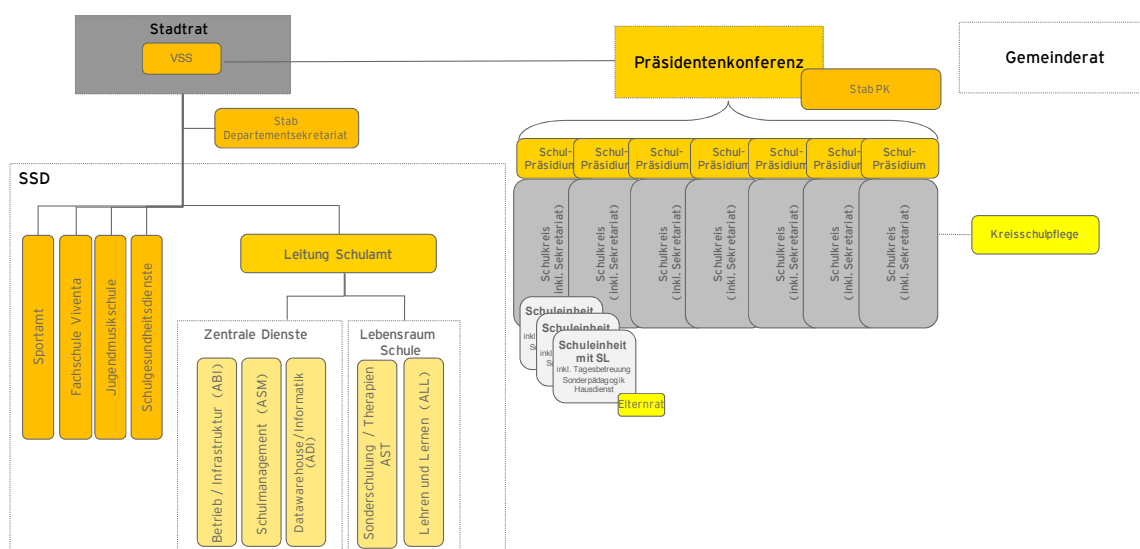 Stadtrat
VSS
Präsidentenkonferenz
Stab PK
Gemeinderat
Stab
Departementsekretariat
Schul-
Präsidium
Schul-
Präsidium
Schul-
Präsidium
Schul-
Präsidium
Schul-
Präsidium
Schul-
Präsidium
Schul-
Präsidium
SSD
Schulkreis
(inkl. Sekretariat)
Schulkreis
(inkl. Sekretariat)
Schulkreis
(inkl. Sekretariat)
Schulkreis
(inkl. Sekretariat)
Schulkreis
(inkl. Sekretariat)
Schulkreis
(inkl. Sekretariat)
Schulkreis
(inkl. Sekretariat)
Kreisschulpflege
Leitung Schulamt
Sportamt
Fachschule Viventa
Jugendmusikschule
Schulgesundheitsdienste
Zentrale Dienste
Betrieb / Infrastruktur (ABI)
Schulmanagement (ASM)
Datawarehouse/Informatik
(ADI)
Lebensraum
Schule
Sonderschulung / Therapien
AST
Lehren und Lernen (ALL)
Schuleinheit
Schuleinheit
Schuleinheit
mit SL
inkl. Tagesbetreuung
Sonderpädagogik
Hausdienst
Elternrat